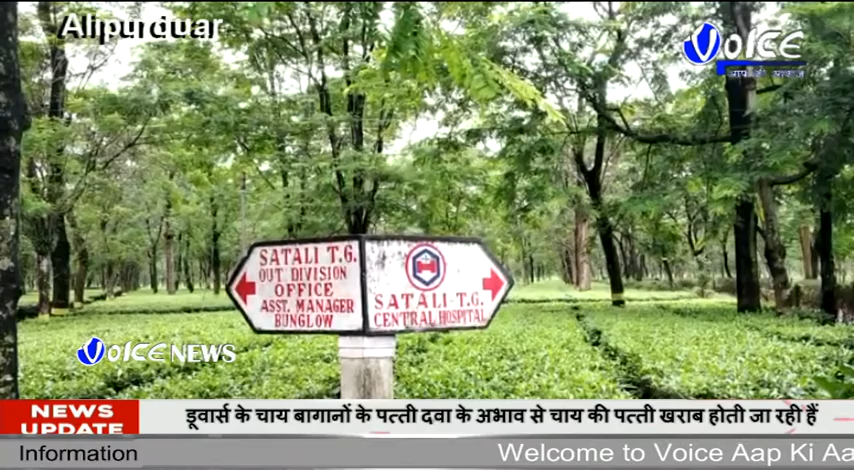 Alipurduar
VOICE
आप की आवाज़
SATALI T.G.
OUT DIVISION
OFFICE
ASST. MANAGER
BUNGLOW
SATALI-T.G.
CENTRAL HOSPITAL
VOICE NEWS
NEWS
UPDATE
डूवार्स के चाय बागानों के पत्ती दवा के अभाव से चाय की पत्ती खराब होती जा रही हैं
Information
Welcome to Voice Aap Ki Aa